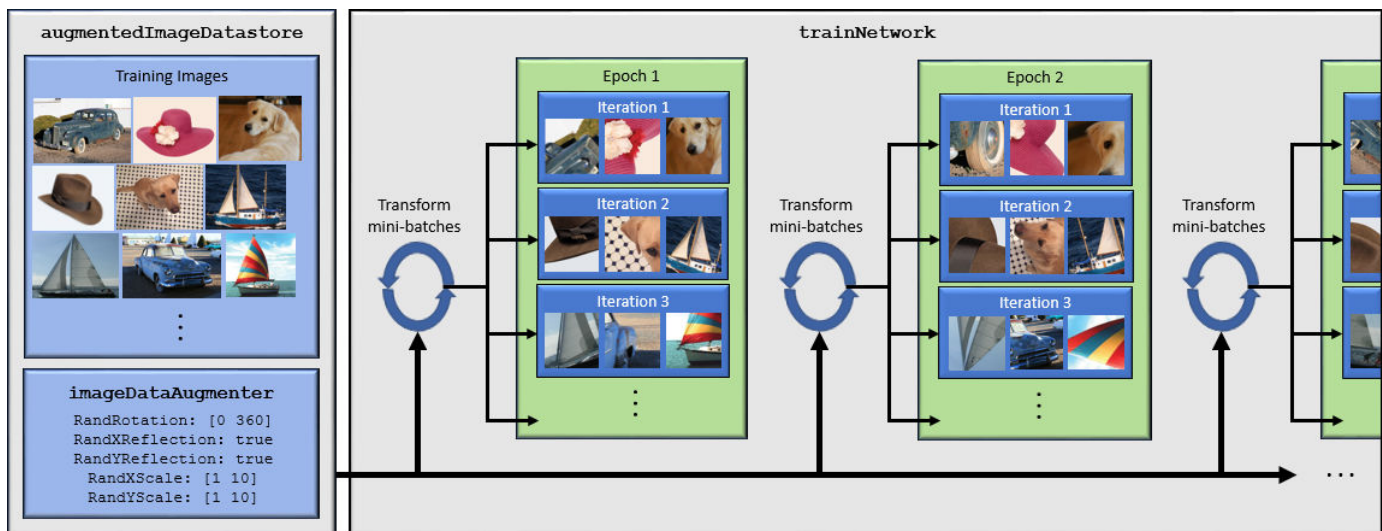 augmentedImageDatastore
Training Images
⋮
imageDataAugmenter
RandRotation: [0 360]
RandXReflection: true
RandYReflection: true
RandXScale: [1 10]
RandYScale: [1 10]
trainNetwork
Transform
mini-batches
Epoch 1
Iteration 1
Iteration 2
Iteration 3
⋮
Transform
mini-batches
Epoch 2
Iteration 1
Iteration 2
Iteration 3
⋮
Transform
mini-batches
...